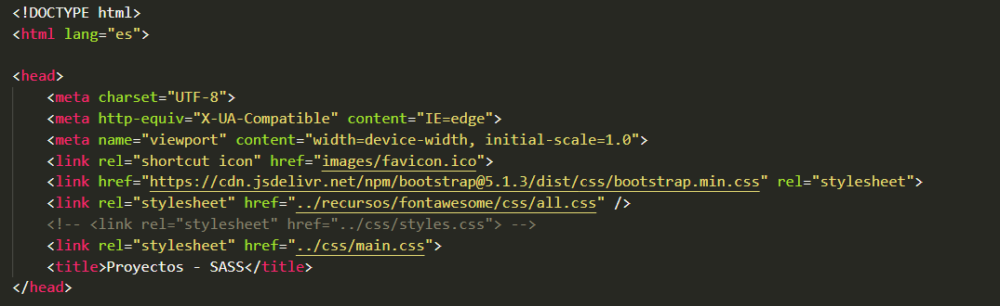 <!DOCTYPE html>
<html lang="es">
<head>
<meta charset="UTF-8">
<meta http-equiv="X-UA-Compatible" content="IE=edge">
<meta name="viewport" content="width=device-width, initial-scale=1.0">
<link rel="shortcut icon" href="images/favicon.ico">
<link href="https://cdn.jsdelivr.net/npm/bootstrap@5.1.3/dist/css/bootstrap.min.css" rel="stylesheet">
<link rel="stylesheet" href="../recursos/fontawesome/css/all.css" />
<!-- <link rel="stylesheet" href="../css/styles.css"> -->
<link rel="stylesheet" href="../css/main.css">
<title>Proyectos - SASS</title>
</head>